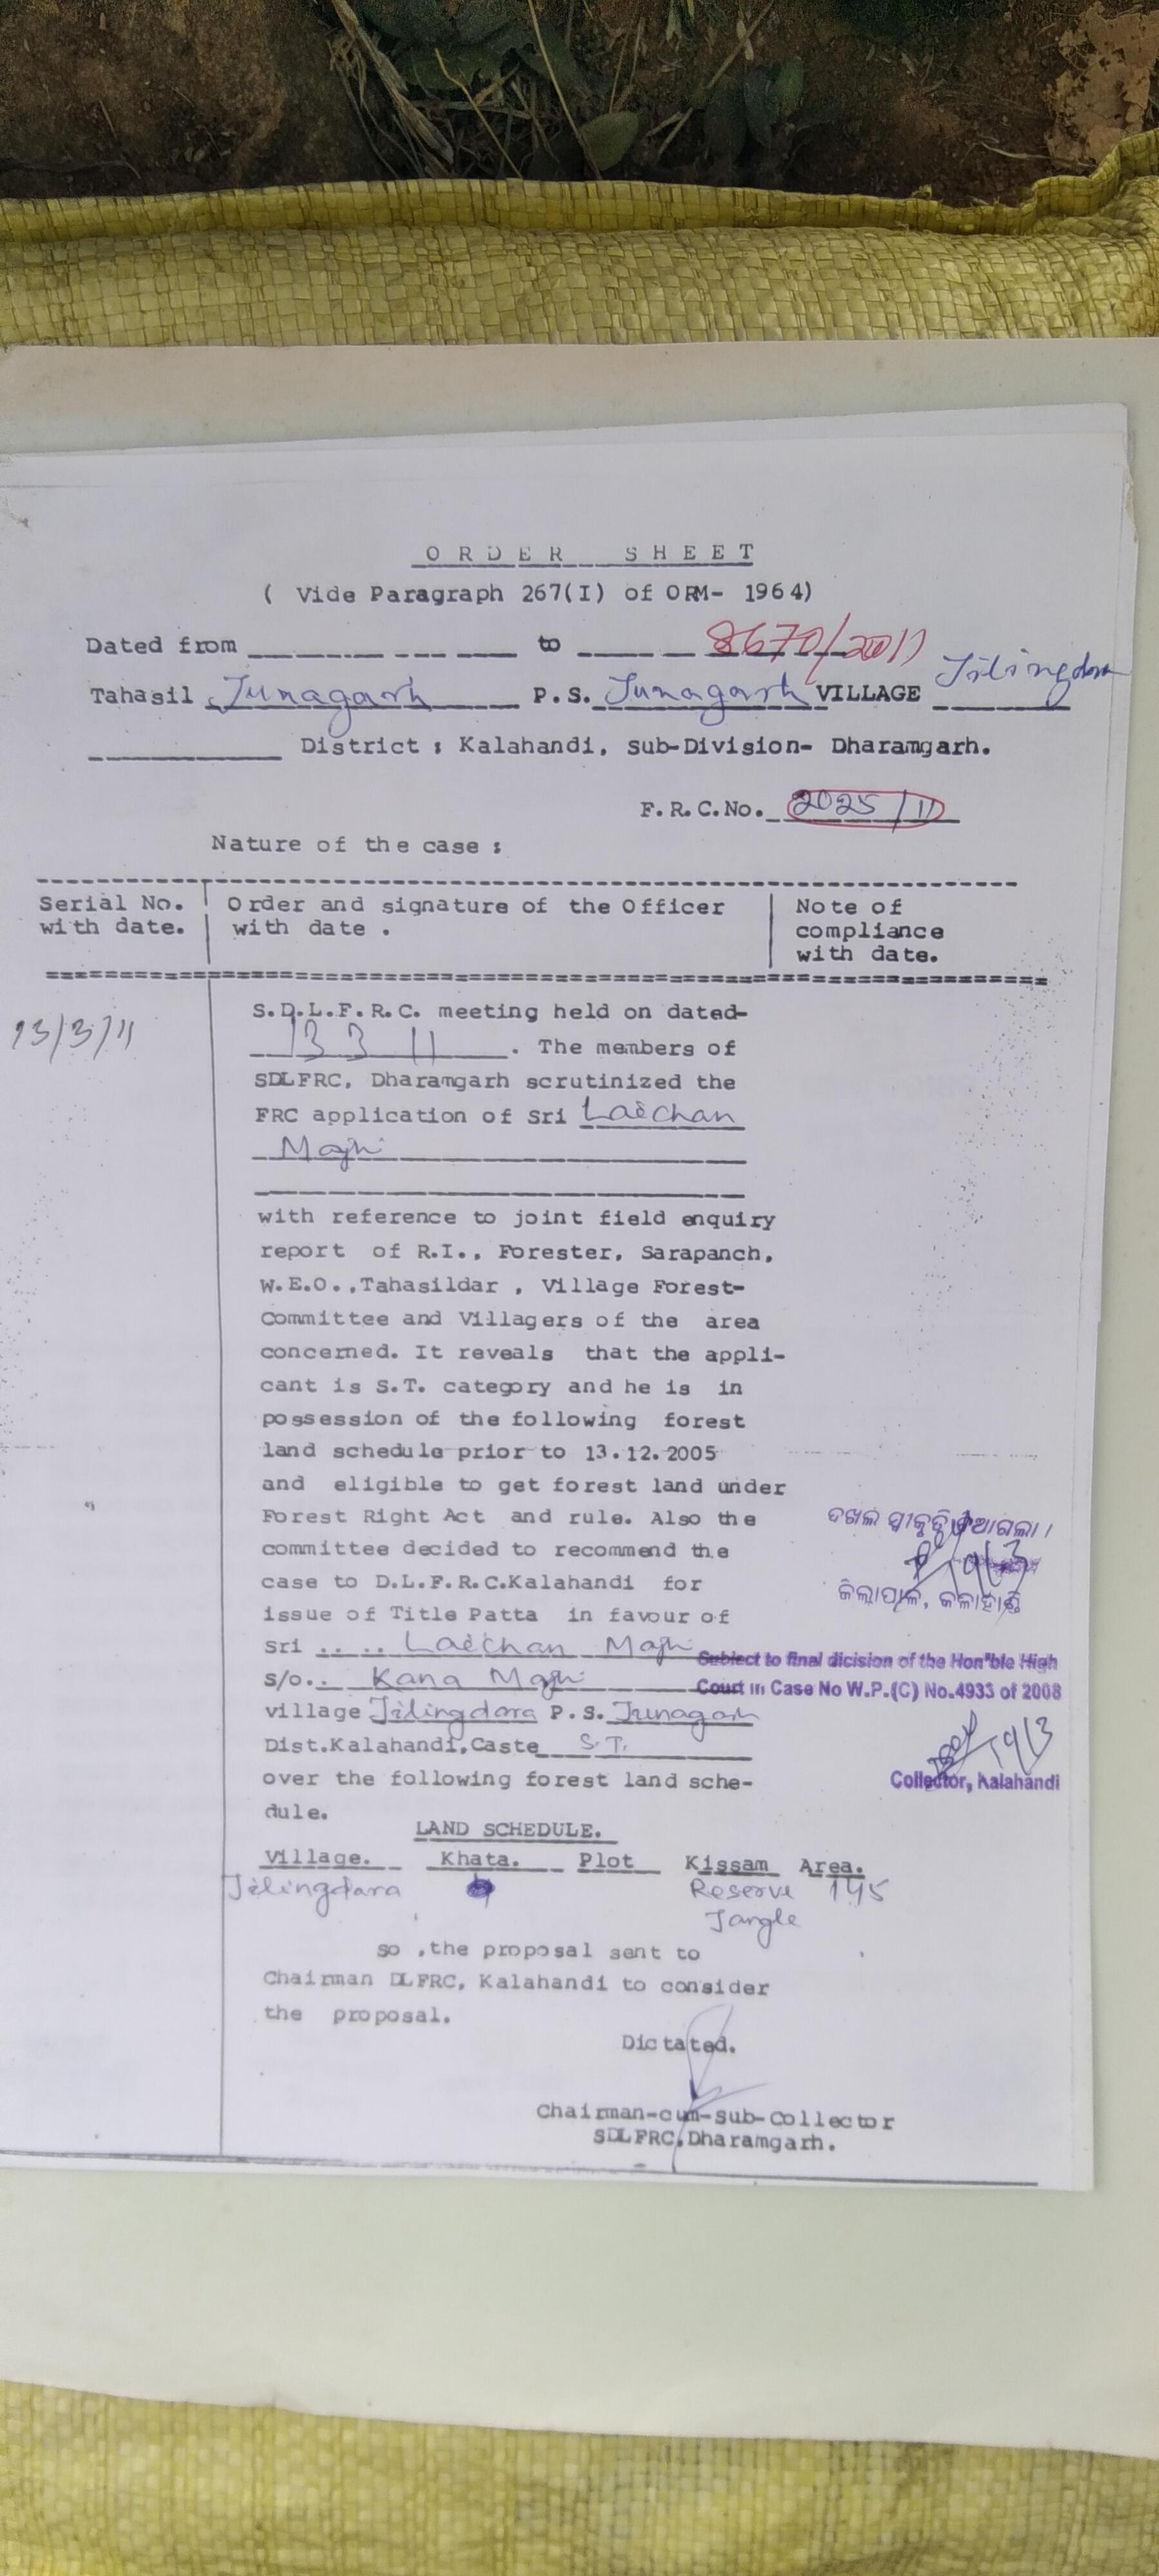 ORDER SHEET
( Vide Paragraph 267(I) of ORM- 1964)
Dated from to 8670/2011
Tahasil Junagarh P.S. Junagarh VILLAGE Jilingdora
District : Kalahandi, Sub-Division- Dharamgarh.
F.R.C.No. 2025/11
Nature of the case :
Serial No. with date.
Order and signature of the Officer with date .
Note of compliance with date.
13/3/11
S.D.L.F.R.C. meeting held on dated-
13 3 11 . The members of
SDLFRC, Dharamgarh scrutinized the
FRC application of Sri Laichan
Majhi
with reference to joint field enquiry
report of R.I., Forester, Sarapanch,
W.E.O.,Tahasildar , Village Forest-
Committee and Villagers of the area
concerned. It reveals that the appli-
cant is S.T. category and he is in
possession of the following forest
land schedule prior to 13.12.2005
and eligible to get forest land under
Forest Right Act and rule. Also the
committee decided to recommend the
case to D.L.F.R.C.Kalahandi for
issue of Title Patta in favour of
Sri .. .. Laichan Majhi
S/o.. Kana Majhi
village Jilingdora P.S. Junagarh
Dist.Kalahandi,Caste S.T.
over the following forest land sche-
dule.
ଦଖଲ ସ୍ୱୀକୃତି ଦିଆଗଲା ।
ଜିଲ୍ଲାପାଳ, କଳାହାଣ୍ଡି
Subject to final dicision of the Hon"ble High
Court in Case No W.P.(C) No.4933 of 2008
19/3
Collector, Kalahandi
LAND SCHEDULE.
Village. Khata. Plot Kissam Area.
Jilingdara Reserve 1.45
Jangle
so ,the proposal sent to
Chairman DLFRC, Kalahandi to consider
the proposal.
Dictated.
Chairman-cum-Sub-Collector
SDLFRC,Dharamgarh.